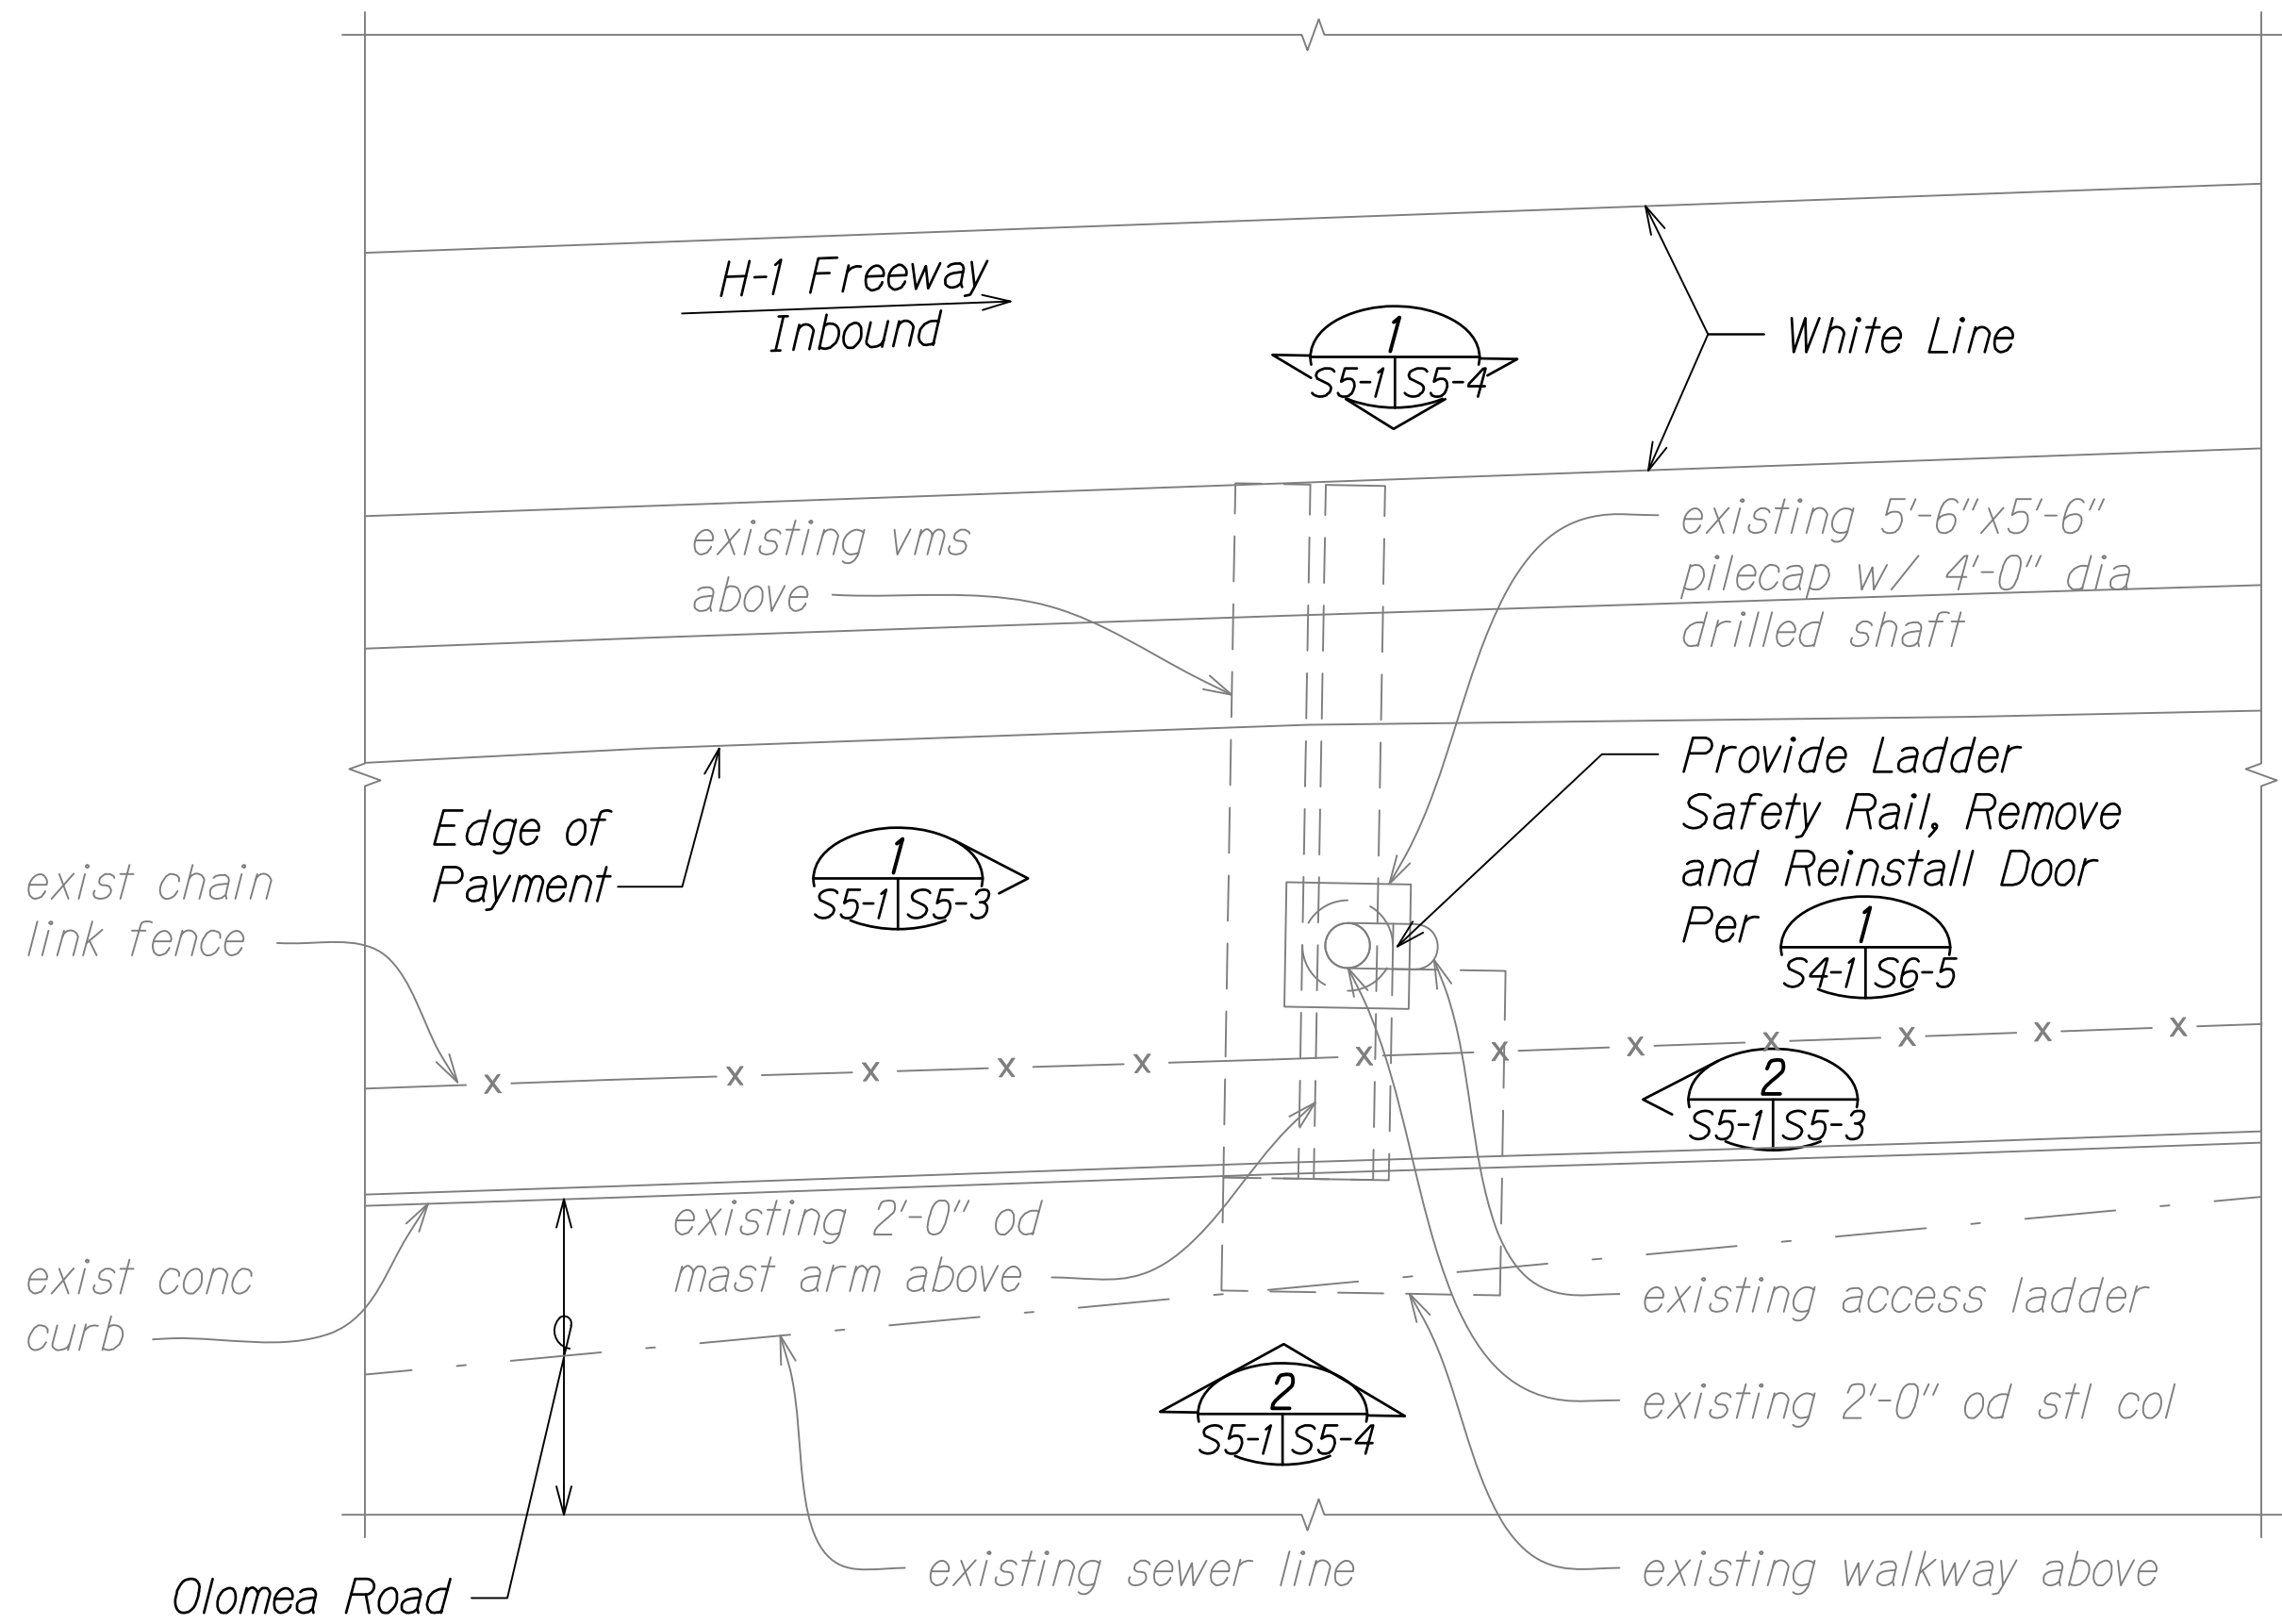 H-1 Freeway
Inbound
1
S5-1 S5-4
White Line
existing vms
above
existing 5'-6"x5'-6"
pilecap w/ 4'-0" dia
drilled shaft
Provide Ladder
Safety Rail, Remove
and Reinstall Door
Per 1
S4-1 S6-5
Edge of
Payment
1
S5-1 S5-3
exist chain
link fence
x x x x x x x x x x x x
2
S5-1 S5-3
existing 2'-0" od
mast arm above
exist conc
curb
existing access ladder
2
S5-1 S5-4
existing 2'-0" od stl col
existing sewer line
existing walkway above
Olomea Road